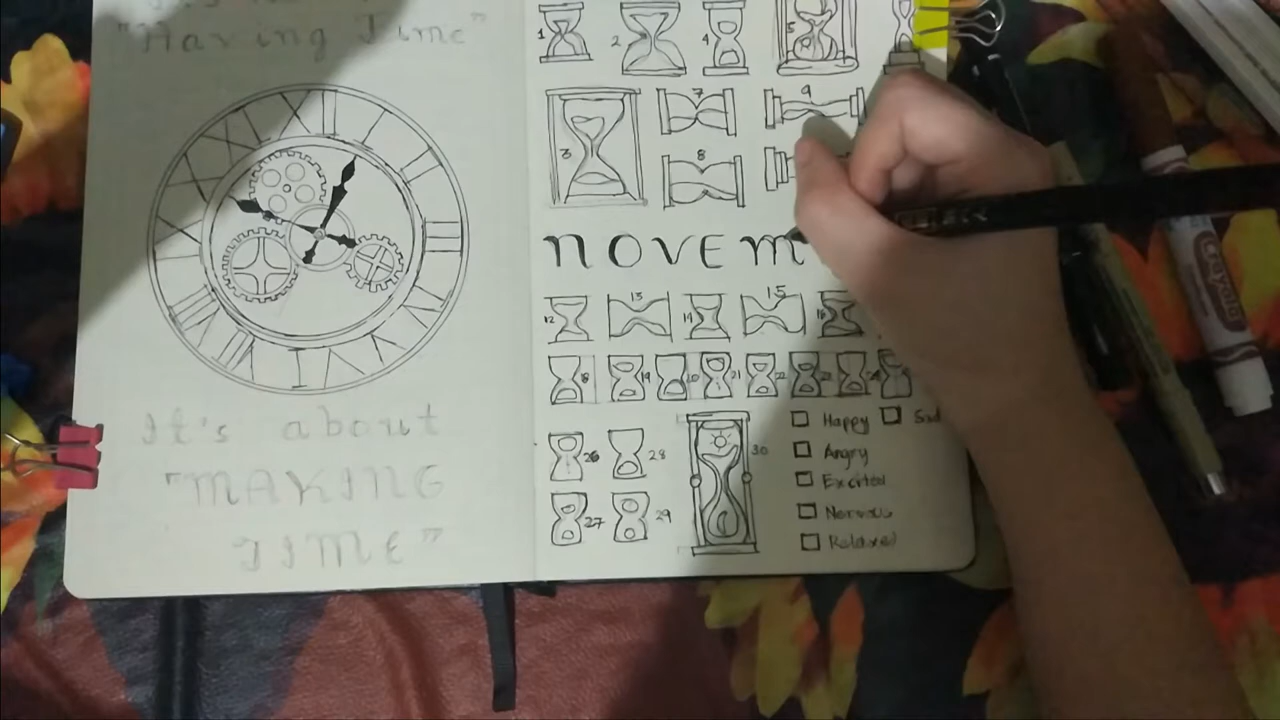 "Having Time"
It's about
"MAKING
TIME"
1 2 4 5
3 7 9
8
NOVEM
12 13 14 15 16
18 19 20 21 22 23 24
26 28 30
27 29
Happy Sad
Angry
Excited
Nervous
Relaxed
Crayola